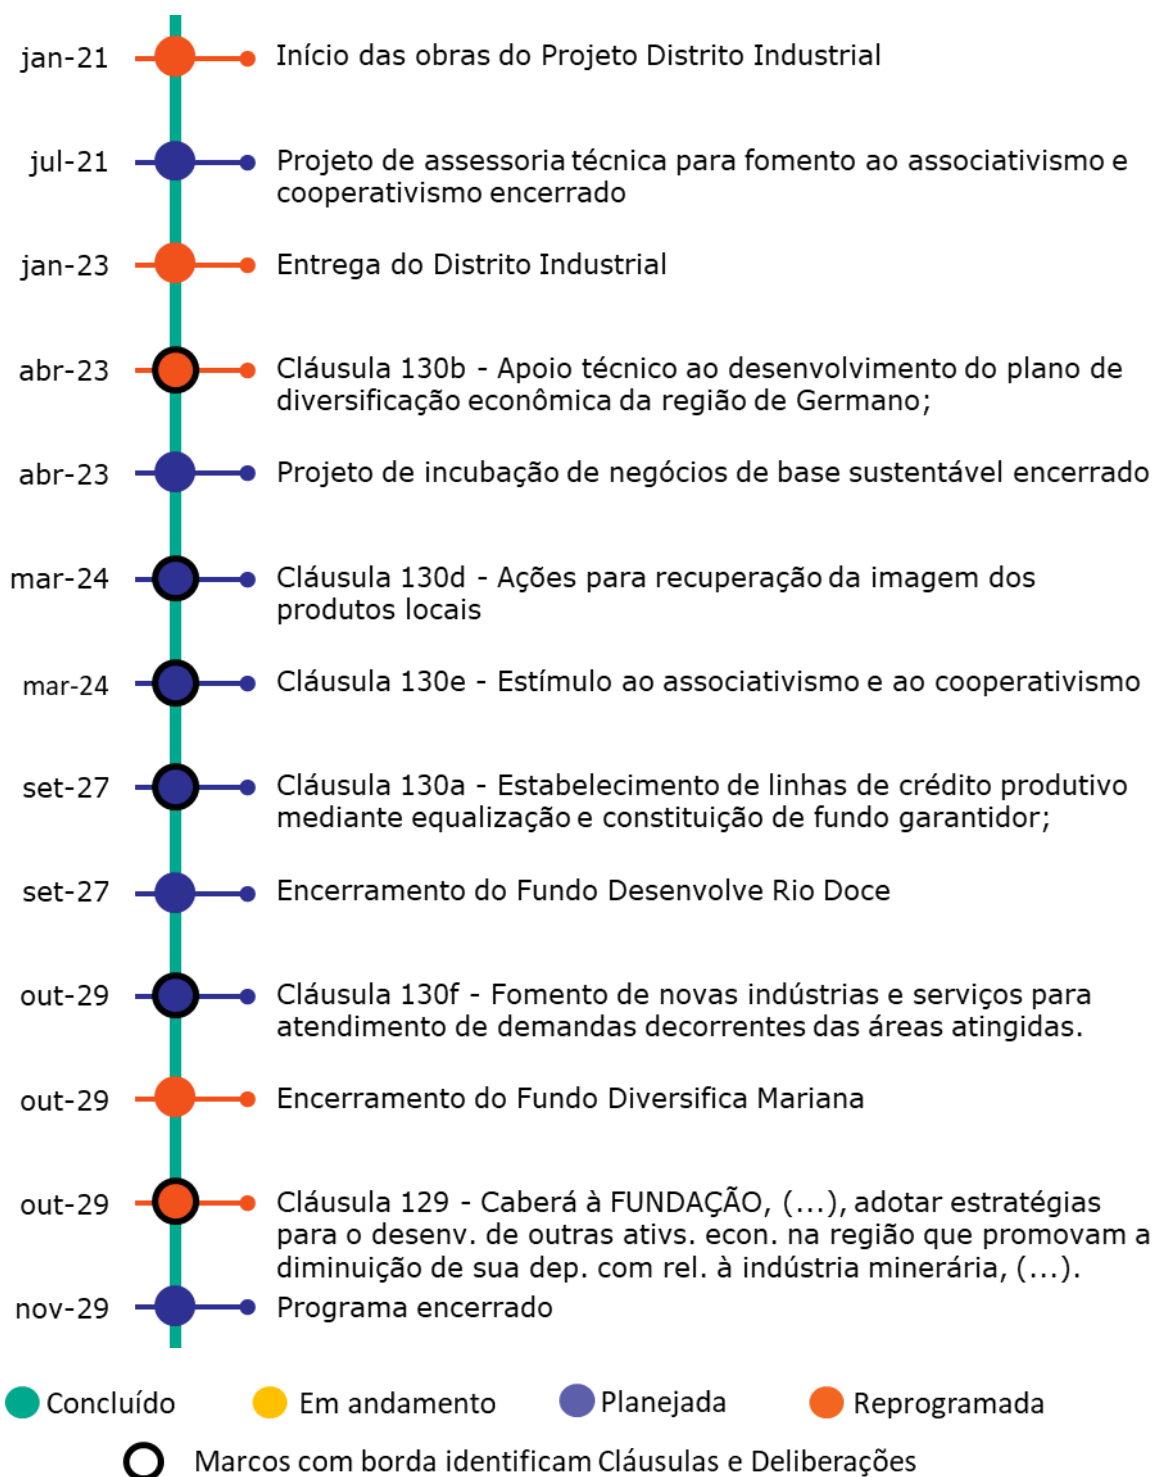 jan-21 Início das obras do Projeto Distrito Industrial
jul-21 Projeto de assessoria técnica para fomento ao associativismo e
cooperativismo encerrado
jan-23 Entrega do Distrito Industrial
abr-23 Cláusula 130b - Apoio técnico ao desenvolvimento do plano de
diversificação econômica da região de Germano;
abr-23 Projeto de incubação de negócios de base sustentável encerrado
mar-24 Cláusula 130d - Ações para recuperação da imagem dos
produtos locais
mar-24 Cláusula 130e - Estímulo ao associativismo e ao cooperativismo
set-27 Cláusula 130a - Estabelecimento de linhas de crédito produtivo
mediante equalização e constituição de fundo garantidor;
set-27 Encerramento do Fundo Desenvolve Rio Doce
out-29 Cláusula 130f - Fomento de novas indústrias e serviços para
atendimento de demandas decorrentes das áreas atingidas.
out-29 Encerramento do Fundo Diversifica Mariana
out-29 Cláusula 129 - Caberá à FUNDAÇÃO, (...), adotar estratégias
para o desenv. de outras ativs. econ. na região que promovam a
diminuição de sua dep. com rel. à indústria minerária, (...).
nov-29 Programa encerrado
Concluído Em andamento Planejada Reprogramada
Marcos com borda identificam Cláusulas e Deliberações